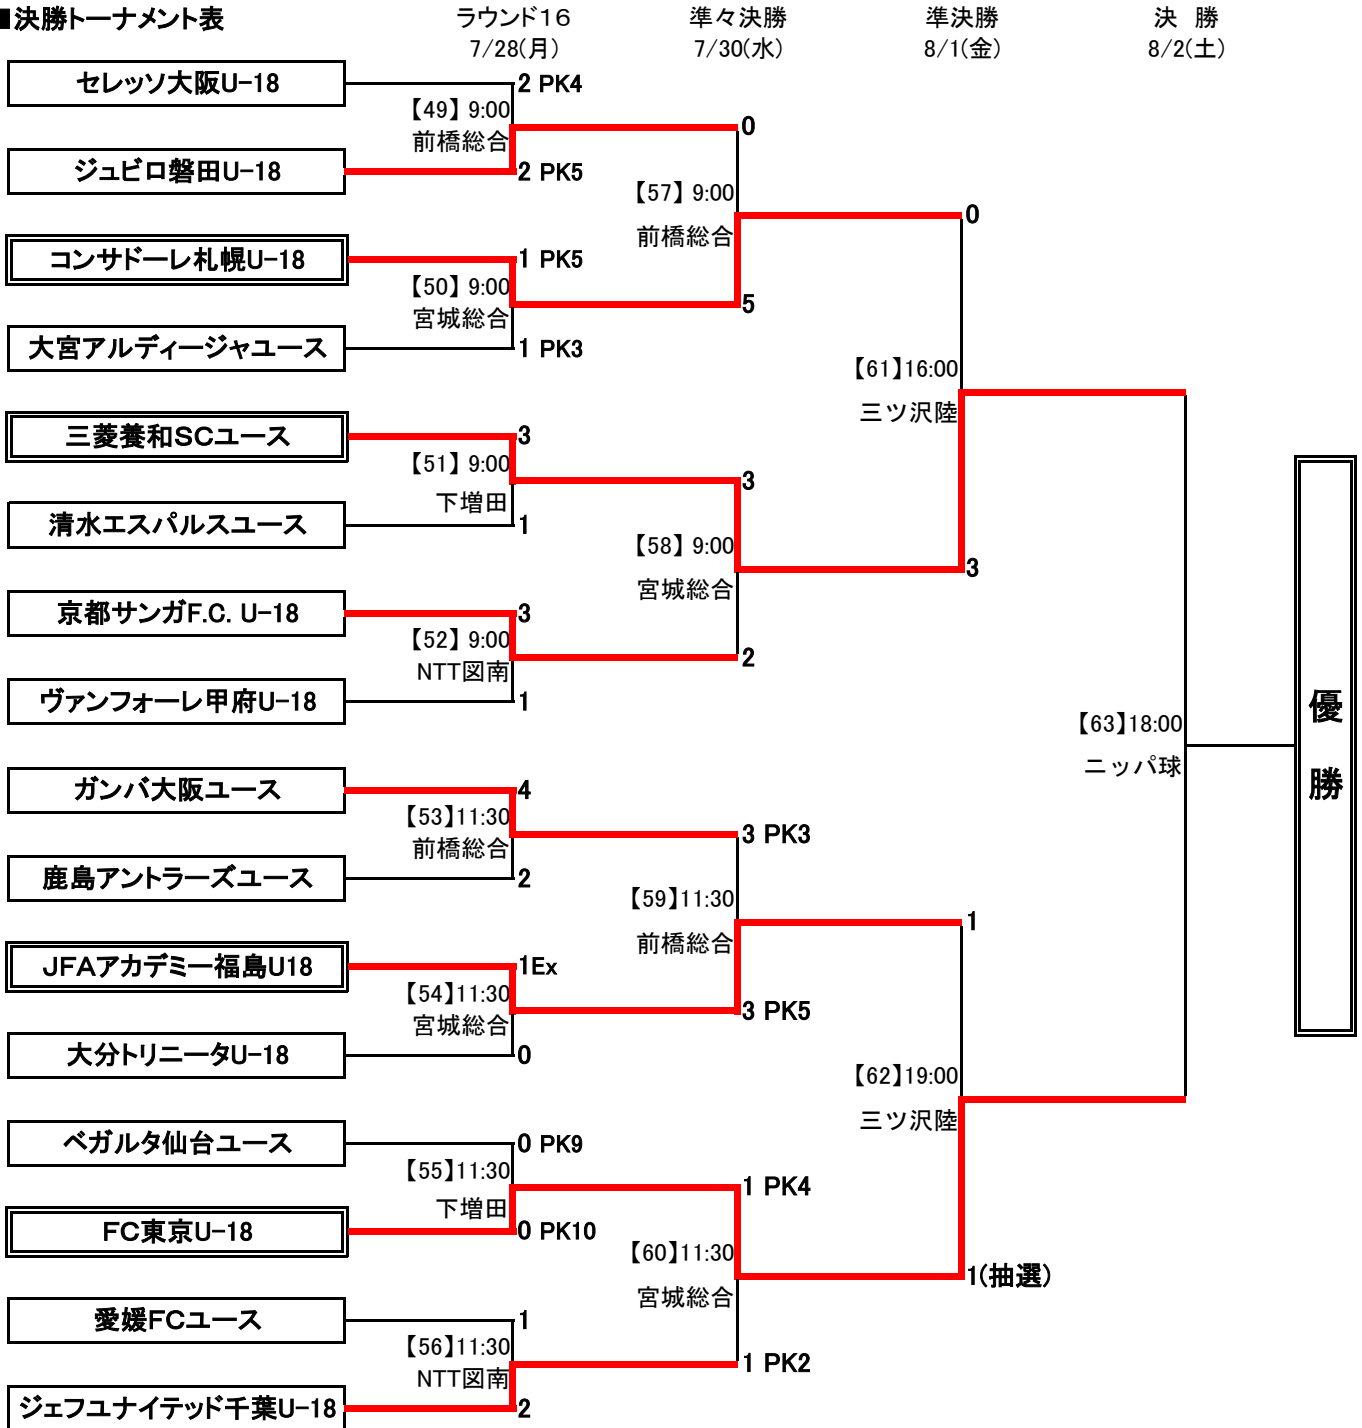 ■決勝トーナメント表
ラウンド16 準々決勝 準決勝 決 勝
7/28(月) 7/30(水) 8/1(金) 8/2(土)
セレッソ大阪U-18
2 PK4
【49】 9:00
前橋総合
0
ジュビロ磐田U-18
2 PK5
【57】 9:00
前橋総合
0
コンサドーレ札幌U-18
1 PK5
【50】 9:00
宮城総合
5
大宮アルディージャユース
1 PK3
【61】16:00
三ツ沢陸
三菱養和SCユース
3
【51】 9:00
下増田
3
清水エスパルスユース
1
【58】 9:00
宮城総合
3
京都サンガF.C. U-18
3
【52】 9:00
NTT図南
2
ヴァンフォーレ甲府U-18
1
【63】18:00
ニッパ球
優勝
ガンバ大阪ユース
4
【53】11:30
前橋総合
3 PK3
鹿島アントラーズユース
2
【59】11:30
前橋総合
1
JFAアカデミー福島U18
1Ex
【54】11:30
宮城総合
3 PK5
大分トリニータU-18
0
【62】19:00
三ツ沢陸
ベガルタ仙台ユース
0 PK9
【55】11:30
下増田
1 PK4
FC東京U-18
0 PK10
【60】11:30
宮城総合
1(抽選)
愛媛FCユース
1
【56】11:30
NTT図南
1 PK2
ジェフユナイテッド千葉U-18
2